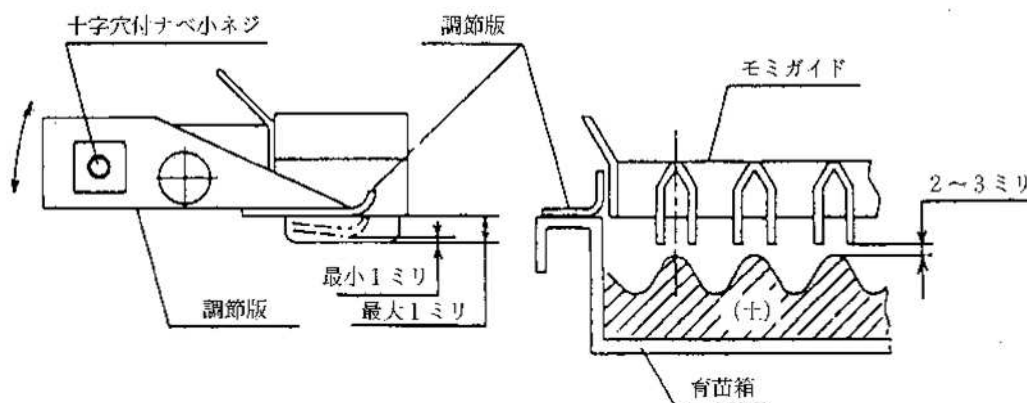 十字穴付ナベ小ネジ
調節版
モミガイド
2〜3ミリ
最小1ミリ
最大1ミリ
調節版
(土)
育苗箱